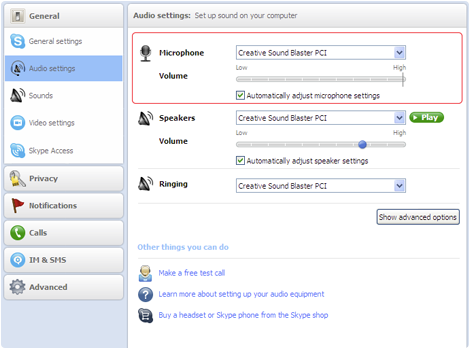 General
General settings
Audio settings
Sounds
Video settings
Skype Access
Privacy
Notifications
Calls
IM & SMS
Advanced
Audio settings: Set up sound on your computer
Microphone Creative Sound Blaster PCI
Low High
Volume
Automatically adjust microphone settings
Speakers Creative Sound Blaster PCI Play
Low High
Volume
Automatically adjust speaker settings
Ringing Creative Sound Blaster PCI
Show advanced options
Other things you can do
Make a free test call
Learn more about setting up your audio equipment
Buy a headset or Skype phone from the Skype shop